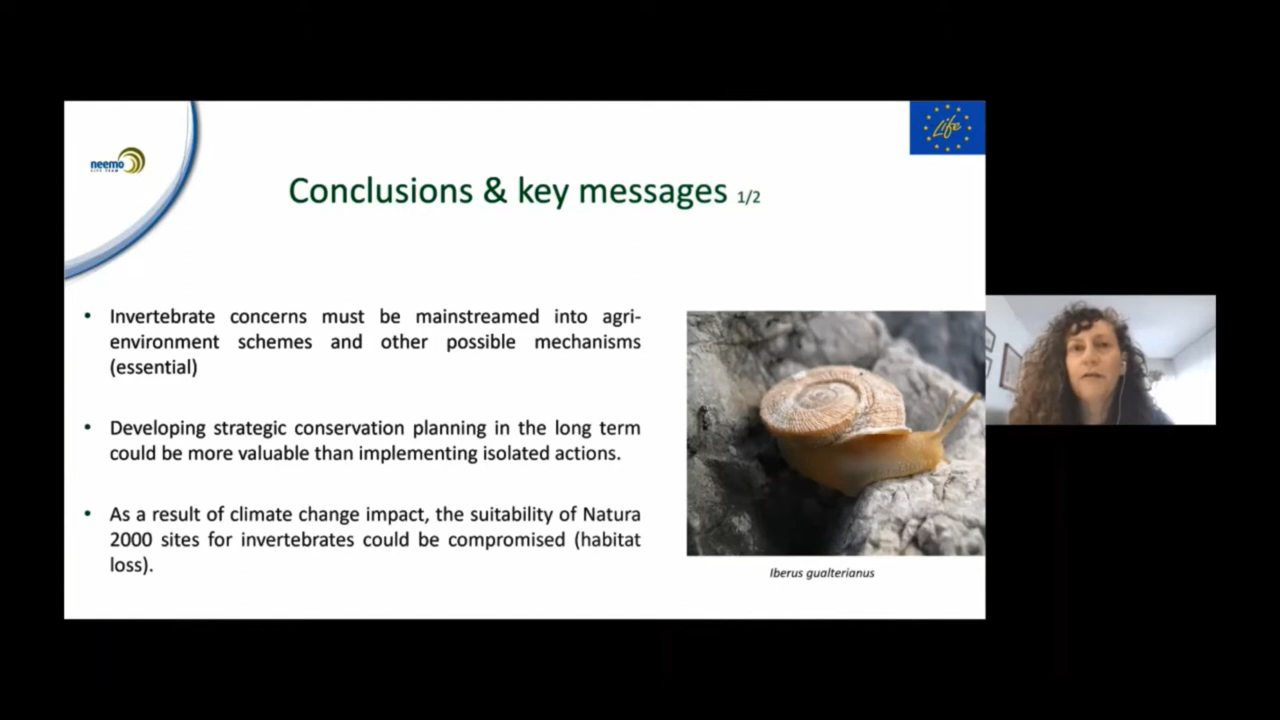 neemo
LIFE TEAM
Life
Conclusions & key messages 1/2
• Invertebrate concerns must be mainstreamed into agri-
environment schemes and other possible mechanisms
(essential)
• Developing strategic conservation planning in the long term
could be more valuable than implementing isolated actions.
• As a result of climate change impact, the suitability of Natura
2000 sites for invertebrates could be compromised (habitat
loss).
Iberus gualterianus